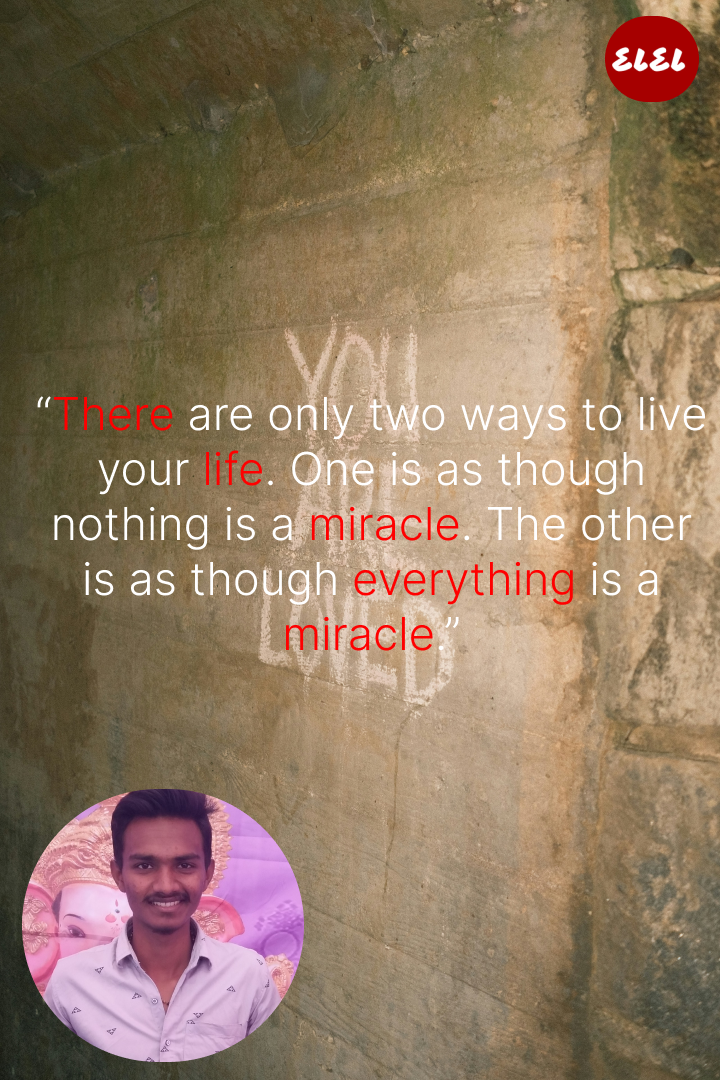 ELEL
YOU
“There are only two ways to live
your life. One is as though
nothing is a miracle. The other
is as though everything is a
miracle.”
LOVED